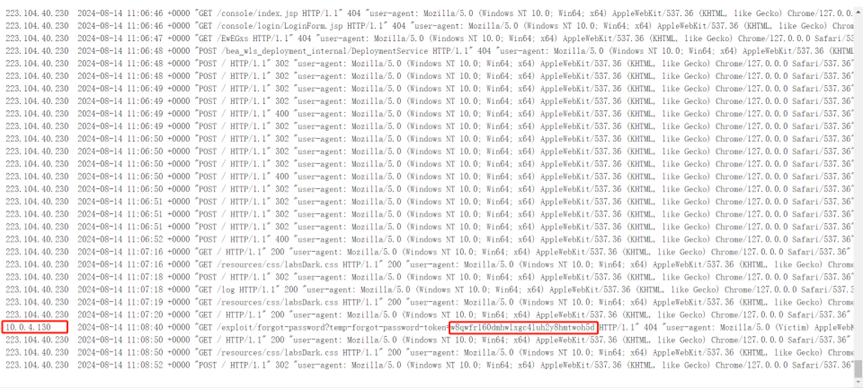 223.104.40.230 2024-08-14 11:06:46 +0000 "GET /console/index.jsp HTTP/1.1" 404 "user-agent: Mozilla/5.0 (Windows NT 10.0; Win64; x64) AppleWebKit/537.36 (KHTML, like Gecko) Chrome/127.0.
223.104.40.230 2024-08-14 11:06:46 +0000 "GET /console/login/LoginForm.jsp HTTP/1.1" 404 "user-agent: Mozilla/5.0 (Windows NT 10.0; Win64; x64) AppleWebKit/537.36 (KHTML, like Gecko) Chrom
223.104.40.230 2024-08-14 11:06:47 +0000 "GET /EwEGxs HTTP/1.1" 404 "user-agent: Mozilla/5.0 (Windows NT 10.0; Win64; x64) AppleWebKit/537.36 (KHTML, like Gecko) Chrome/127.0.0.0 Safari/53
223.104.40.230 2024-08-14 11:06:48 +0000 "POST /bea_wls_deployment_internal/DeploymentService HTTP/1.1" 404 "user-agent: Mozilla/5.0 (Windows NT 10.0; Win64; x64) AppleWebKit/537.36 (KHTML
223.104.40.230 2024-08-14 11:06:48 +0000 "POST / HTTP/1.1" 302 "user-agent: Mozilla/5.0 (Windows NT 10.0; Win64; x64) AppleWebKit/537.36 (KHTML, like Gecko) Chrome/127.0.0.0 Safari/537.36"
223.104.40.230 2024-08-14 11:06:48 +0000 "POST / HTTP/1.1" 302 "user-agent: Mozilla/5.0 (Windows NT 10.0; Win64; x64) AppleWebKit/537.36 (KHTML, like Gecko) Chrome/127.0.0.0 Safari/537.36"
223.104.40.230 2024-08-14 11:06:49 +0000 "POST / HTTP/1.1" 302 "user-agent: Mozilla/5.0 (Windows NT 10.0; Win64; x64) AppleWebKit/537.36 (KHTML, like Gecko) Chrome/127.0.0.0 Safari/537.36"
223.104.40.230 2024-08-14 11:06:49 +0000 "POST / HTTP/1.1" 302 "user-agent: Mozilla/5.0 (Windows NT 10.0; Win64; x64) AppleWebKit/537.36 (KHTML, like Gecko) Chrome/127.0.0.0 Safari/537.36"
223.104.40.230 2024-08-14 11:06:49 +0000 "POST / HTTP/1.1" 400 "user-agent: Mozilla/5.0 (Windows NT 10.0; Win64; x64) AppleWebKit/537.36 (KHTML, like Gecko) Chrome/127.0.0.0 Safari/537.36"
223.104.40.230 2024-08-14 11:06:49 +0000 "POST / HTTP/1.1" 302 "user-agent: Mozilla/5.0 (Windows NT 10.0; Win64; x64) AppleWebKit/537.36 (KHTML, like Gecko) Chrome/127.0.0.0 Safari/537.36"
223.104.40.230 2024-08-14 11:06:50 +0000 "POST / HTTP/1.1" 302 "user-agent: Mozilla/5.0 (Windows NT 10.0; Win64; x64) AppleWebKit/537.36 (KHTML, like Gecko) Chrome/127.0.0.0 Safari/537.36"
223.104.40.230 2024-08-14 11:06:50 +0000 "POST / HTTP/1.1" 302 "user-agent: Mozilla/5.0 (Windows NT 10.0; Win64; x64) AppleWebKit/537.36 (KHTML, like Gecko) Chrome/127.0.0.0 Safari/537.36"
223.104.40.230 2024-08-14 11:06:50 +0000 "POST / HTTP/1.1" 302 "user-agent: Mozilla/5.0 (Windows NT 10.0; Win64; x64) AppleWebKit/537.36 (KHTML, like Gecko) Chrome/127.0.0.0 Safari/537.36"
223.104.40.230 2024-08-14 11:06:50 +0000 "POST / HTTP/1.1" 400 "user-agent: Mozilla/5.0 (Windows NT 10.0; Win64; x64) AppleWebKit/537.36 (KHTML, like Gecko) Chrome/127.0.0.0 Safari/537.36"
223.104.40.230 2024-08-14 11:06:50 +0000 "POST / HTTP/1.1" 302 "user-agent: Mozilla/5.0 (Windows NT 10.0; Win64; x64) AppleWebKit/537.36 (KHTML, like Gecko) Chrome/127.0.0.0 Safari/537.36"
223.104.40.230 2024-08-14 11:06:51 +0000 "POST / HTTP/1.1" 302 "user-agent: Mozilla/5.0 (Windows NT 10.0; Win64; x64) AppleWebKit/537.36 (KHTML, like Gecko) Chrome/127.0.0.0 Safari/537.36"
223.104.40.230 2024-08-14 11:06:51 +0000 "POST / HTTP/1.1" 302 "user-agent: Mozilla/5.0 (Windows NT 10.0; Win64; x64) AppleWebKit/537.36 (KHTML, like Gecko) Chrome/127.0.0.0 Safari/537.36"
223.104.40.230 2024-08-14 11:06:51 +0000 "POST / HTTP/1.1" 302 "user-agent: Mozilla/5.0 (Windows NT 10.0; Win64; x64) AppleWebKit/537.36 (KHTML, like Gecko) Chrome/127.0.0.0 Safari/537.36"
223.104.40.230 2024-08-14 11:06:52 +0000 "POST / HTTP/1.1" 400 "user-agent: Mozilla/5.0 (Windows NT 10.0; Win64; x64) AppleWebKit/537.36 (KHTML, like Gecko) Chrome/127.0.0.0 Safari/537.36"
223.104.40.230 2024-08-14 11:07:16 +0000 "GET / HTTP/1.1" 200 "user-agent: Mozilla/5.0 (Windows NT 10.0; Win64; x64) AppleWebKit/537.36 (KHTML, like Gecko) Chrome/127.0.0.0 Safari/537.36"
223.104.40.230 2024-08-14 11:07:16 +0000 "GET /resources/css/labsDark.css HTTP/1.1" 200 "user-agent: Mozilla/5.0 (Windows NT 10.0; Win64; x64) AppleWebKit/537.36 (KHTML, like Gecko) Chrome
223.104.40.230 2024-08-14 11:07:18 +0000 "POST / HTTP/1.1" 302 "user-agent: Mozilla/5.0 (Windows NT 10.0; Win64; x64) AppleWebKit/537.36 (KHTML, like Gecko) Chrome/127.0.0.0 Safari/537.36"
223.104.40.230 2024-08-14 11:07:18 +0000 "GET /log HTTP/1.1" 200 "user-agent: Mozilla/5.0 (Windows NT 10.0; Win64; x64) AppleWebKit/537.36 (KHTML, like Gecko) Chrome/127.0.0.0 Safari/537.3
223.104.40.230 2024-08-14 11:07:19 +0000 "GET /resources/css/labsDark.css HTTP/1.1" 200 "user-agent: Mozilla/5.0 (Windows NT 10.0; Win64; x64) AppleWebKit/537.36 (KHTML, like Gecko) Chrome
223.104.40.230 2024-08-14 11:07:20 +0000 "GET / HTTP/1.1" 200 "user-agent: Mozilla/5.0 (Windows NT 10.0; Win64; x64) AppleWebKit/537.36 (KHTML, like Gecko) Chrome/127.0.0.0 Safari/537.36"
10.0.4.130 2024-08-14 11:08:40 +0000 "GET /exploit/forgot-password?temp-forgot-password-token=w8qwfrl60dmhwlxgc4luh2y8hmtwohod HTTP/1.1" 404 "user-agent: Mozilla/5.0 (Victim) AppleWebK
223.104.40.230 2024-08-14 11:08:50 +0000 "GET / HTTP/1.1" 200 "user-agent: Mozilla/5.0 (Windows NT 10.0; Win64; x64) AppleWebKit/537.36 (KHTML, like Gecko) Chrome/127.0.0.0 Safari/537.36"
223.104.40.230 2024-08-14 11:08:50 +0000 "GET /resources/css/labsDark.css HTTP/1.1" 200 "user-agent: Mozilla/5.0 (Windows NT 10.0; Win64; x64) AppleWebKit/537.36 (KHTML, like Gecko) Chrome
223.104.40.230 2024-08-14 11:08:52 +0000 "POST / HTTP/1.1" 302 "user-agent: Mozilla/5.0 (Windows NT 10.0; Win64; x64) AppleWebKit/537.36 (KHTML, like Gecko) Chrome/127.0.0.0 Safari/537.36"